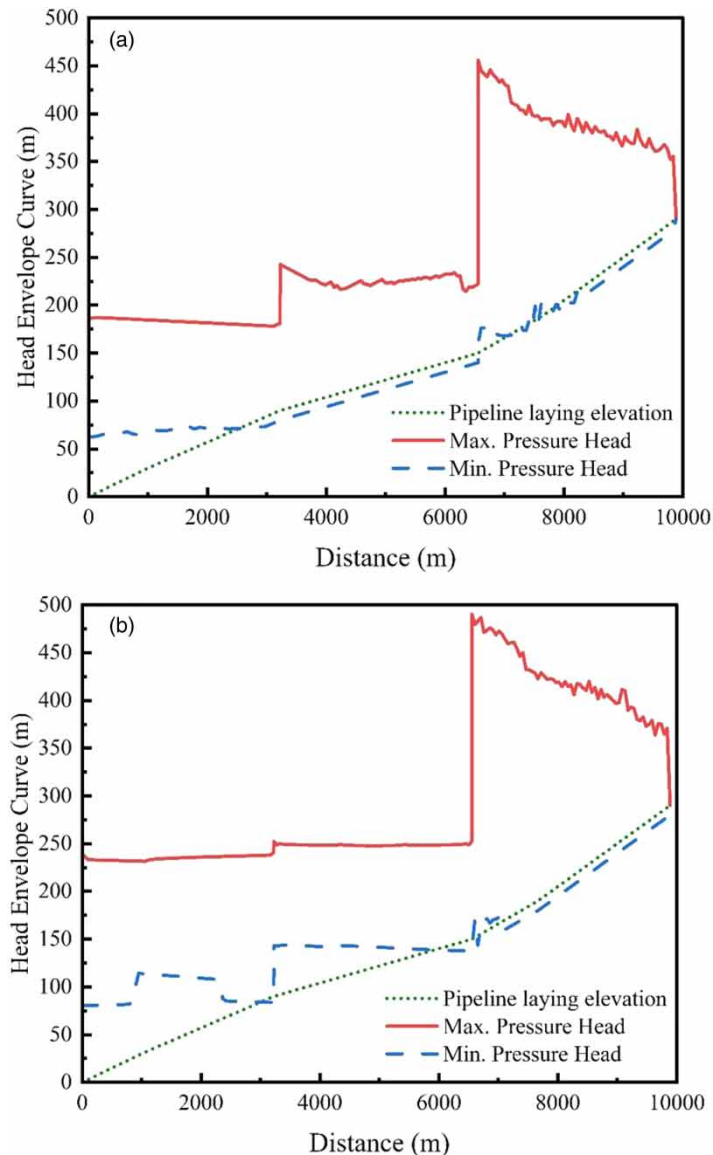 (a)
Head Envelope Curve (m)
500
450
400
350
300
250
200
150
100
50
0
Pipeline laying elevation
Max. Pressure Head
Min. Pressure Head
0 2000 4000 6000 8000 10000
Distance (m)
(b)
Head Envelope Curve (m)
500
450
400
350
300
250
200
150
100
50
0
Pipeline laying elevation
Max. Pressure Head
Min. Pressure Head
0 2000 4000 6000 8000 10000
Distance (m)